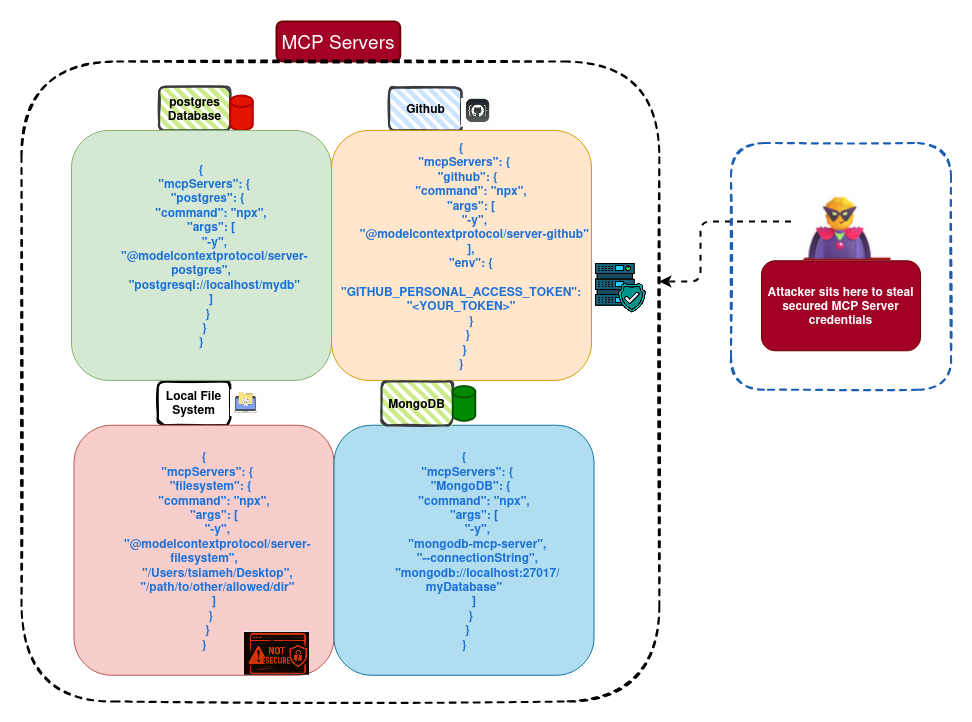 MCP Servers
postgres
Database
{
"mcpServers": {
"postgres": {
"command": "npx",
"args": [
"-y",
"@modelcontextprotocol/server-
postgres",
"postgresql://localhost/mydb"
]
}
}
}
Github
{
"mcpServers": {
"github": {
"command": "npx",
"args": [
"-y",
"@modelcontextprotocol/server-github"
],
"env": {
"GITHUB_PERSONAL_ACCESS_TOKEN":
"<YOUR_TOKEN>"
}
}
}
}
Local File
System
{
"mcpServers": {
"filesystem": {
"command": "npx",
"args": [
"-y",
"@modelcontextprotocol/server-
filesystem",
"/Users/tsiameh/Desktop",
"/path/to/other/allowed/dir"
]
}
}
}
NOT
SECURE
MongoDB
{
"mcpServers": {
"MongoDB": {
"command": "npx",
"args": [
"-y",
"mongodb-mcp-server",
"--connectionString",
"mongodb://localhost:27017/
myDatabase"
]
}
}
}
Attacker sits here to steal
secured MCP Server
credentials